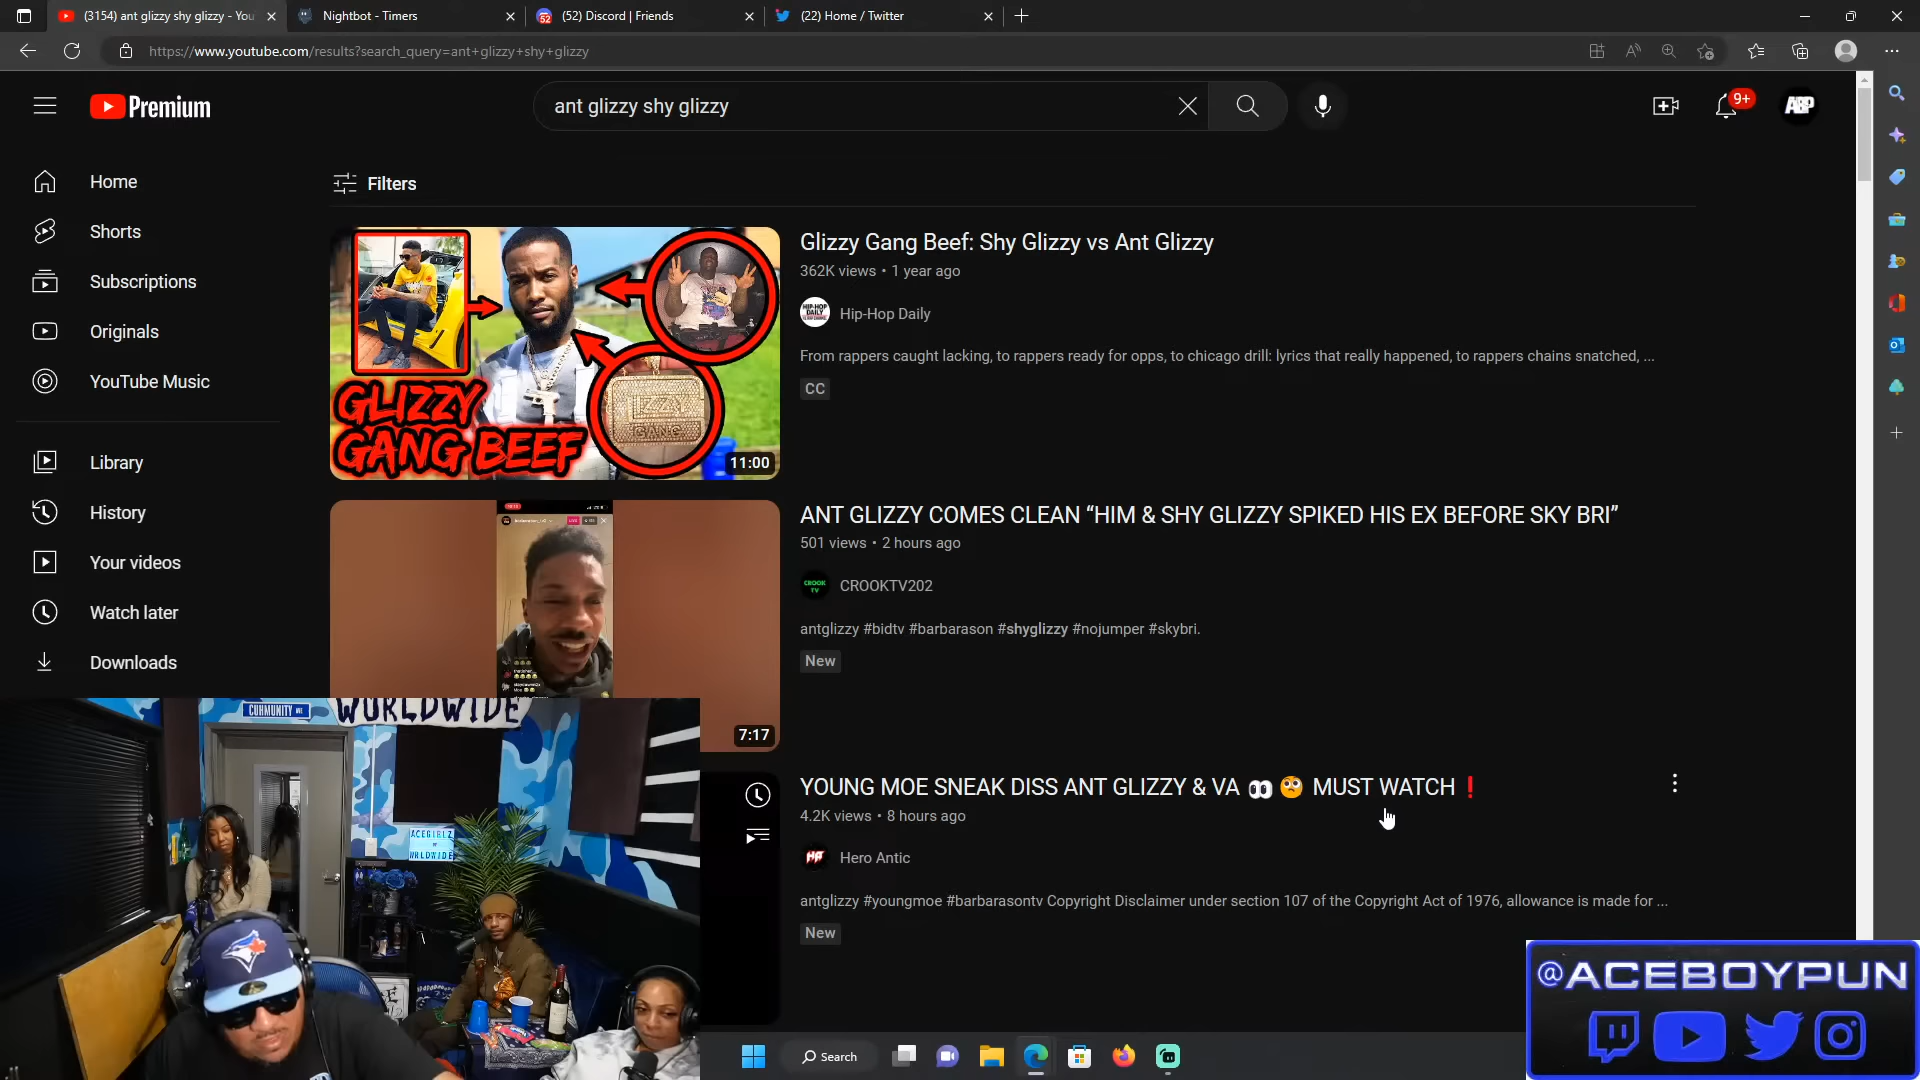 (3154) ant glizzy shy glizzy - You
Nightbot - Timers
(52) Discord | Friends
(22) Home / Twitter
https://www.youtube.com/results?search_query=ant+glizzy+shy+glizzy
Premium
ant glizzy shy glizzy
9+
ABP
Home
Shorts
Subscriptions
Originals
YouTube Music
Library
History
Your videos
Watch later
Downloads
Filters
GLIZZY
GANG BEEF
11:00
Glizzy Gang Beef: Shy Glizzy vs Ant Glizzy
362K views • 1 year ago
Hip-Hop Daily
From rappers caught lacking, to rappers ready for opps, to chicago drill: lyrics that really happened, to rappers chains snatched, ...
CC
7:17
ANT GLIZZY COMES CLEAN “HIM & SHY GLIZZY SPIKED HIS EX BEFORE SKY BRI”
501 views • 2 hours ago
CROOK TV
CROOKTV202
antglizzy #bidtv #barbarason #shyglizzy #nojumper #skybri.
New
YOUNG MOE SNEAK DISS ANT GLIZZY & VA 👀 🧐 MUST WATCH❗
4.2K views • 8 hours ago
Hero Antic
antglizzy #youngmoe #barbarasontv Copyright Disclaimer under section 107 of the Copyright Act of 1976, allowance is made for ...
New
CUHMUNITY AVE
WORLDWIDE
ACEGIRLZ
WRLDWIDE
@ACEBOYPUN
Search